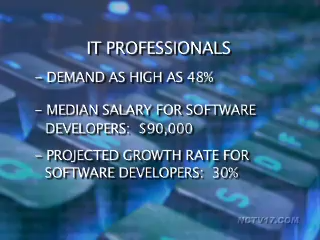 IT PROFESSIONALS
- DEMAND AS HIGH AS 48%
- MEDIAN SALARY FOR SOFTWARE
DEVELOPERS: $90,000
- PROJECTED GROWTH RATE FOR
SOFTWARE DEVELOPERS: 30%
NCTV17.COM